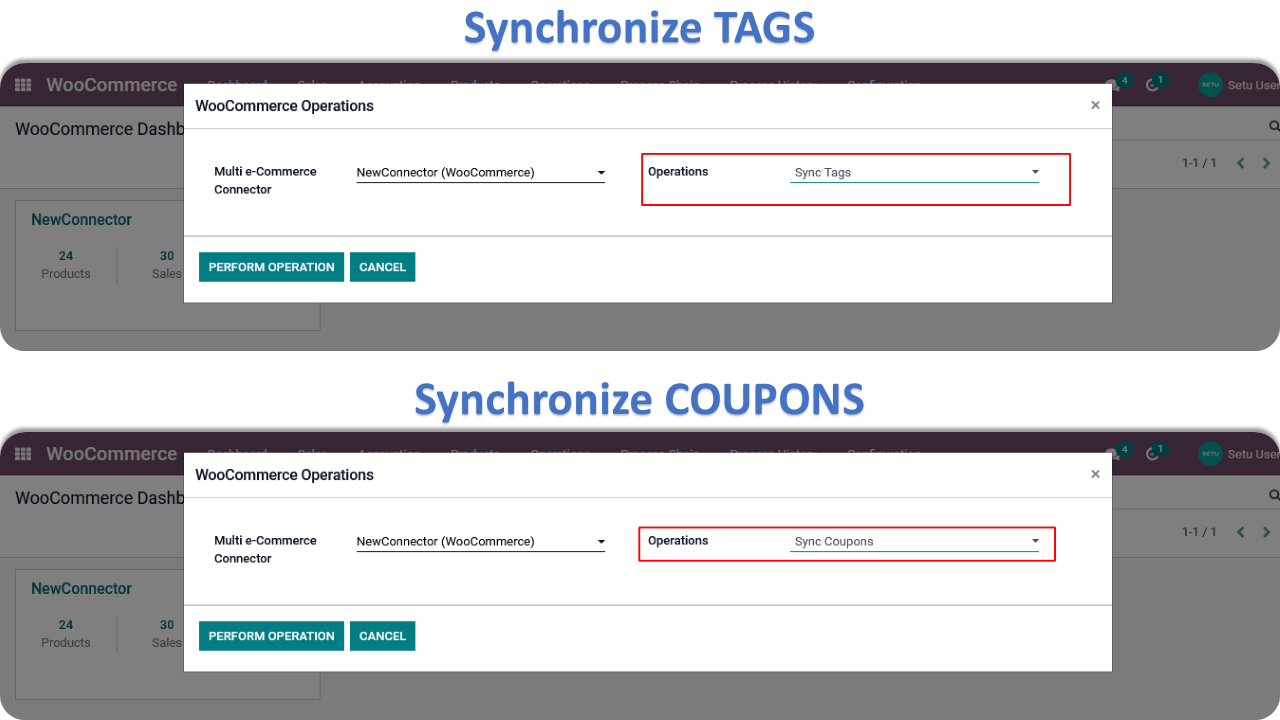 Synchronize TAGS
WooCommerce
4
1
SETU
Setu User
WooCommerce Operations
×
WooCommerce Dashb
1-1 / 1
Multi e-Commerce
Connector
NewConnector (WooCommerce)
Operations
Sync Tags
NewConnector
24
Products
30
Sales
PERFORM OPERATION
CANCEL
Synchronize COUPONS
WooCommerce
4
1
SETU
Setu User
WooCommerce Operations
×
WooCommerce Dashb
1-1 / 1
Multi e-Commerce
Connector
NewConnector (WooCommerce)
Operations
Sync Coupons
NewConnector
24
Products
30
Sales
PERFORM OPERATION
CANCEL